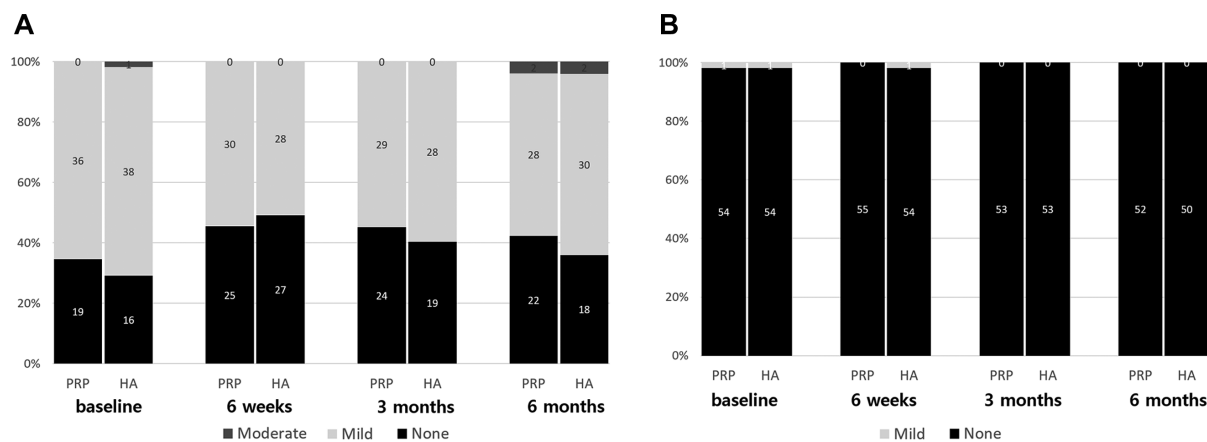 A
100% 0 1 0 0 0 0 2 2
80%
36 38 30 28 29 28 28 30
60%
40%
19 16 25 27 24 19 22 18
20%
0%
PRP HA PRP HA PRP HA PRP HA
baseline 6 weeks 3 months 6 months
Moderate Mild None
B
100% 1 1 0 1 0 0 0 0
80%
60%
54 54 55 54 53 53 52 50
40%
20%
0%
PRP HA PRP HA PRP HA PRP HA
baseline 6 weeks 3 months 6 months
Mild None